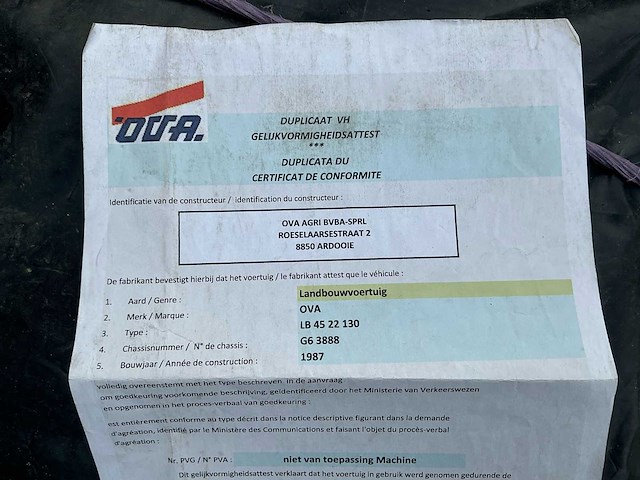 OVA.
DUPLICAAT VH
GELIJKVORMIGHEIDSATTEST
***
DUPLICATA DU
CERTIFICAT DE CONFORMITE
Identificatie van de constructeur / identification du constructeur :
OVA AGRI BVBA-SPRL
ROESELAARSESTRAAT 2
8850 ARDOOIE
De fabrikant bevestigt hierbij dat het voertuig / le fabrikant attest que le véhicule :
1. Aard / Genre : Landbouwvoertuig
2. Merk / Marque : OVA
3. Type : LB 45 22 130
4. Chassisnummer / N° de chassis : G6 3888
5. Bouwjaar / Année de construction : 1987
volledig overeenstemt met het type beschreven. In de aanvraag
om goedkeuring voorkomende beschrijving, geïdentificeerd door het Ministerie van Verkeerswezen
en opgenomen in het proces-verbaal van goedkeuring :
est entièrement conforme au type décrit dans la notice descriptive figurant dans la demande
d'agréation, identifié par le Ministère des Communications et faisant l'objet du procès-verbal
d'agréation :
Nr. PVG / N° PVA : niet van toepassing Machine
Dit gelijkvormigheidsattest verklaart dat het voertuig in gebruik werd genomen gedurende de